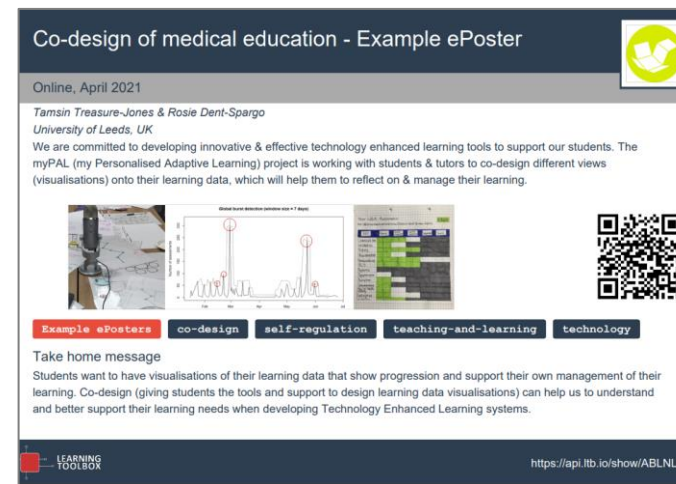 Co-design of medical education - Example ePoster
Online, April 2021
Tamsin Treasure-Jones & Rosie Dent-Spargo
University of Leeds, UK
We are committed to developing innovative & effective technology enhanced learning tools to support our students. The
myPAL (my Personalised Adaptive Learning) project is working with students & tutors to co-design different views
(visualisations) onto their learning data, which will help them to reflect on & manage their learning.
Global burst detection (window size = 7 days)
Example ePosters
co-design
self-regulation
teaching-and-learning
technology
Take home message
Students want to have visualisations of their learning data that show progression and support their own management of their
learning. Co-design (giving students the tools and support to design learning data visualisations) can help us to understand
and better support their learning needs when developing Technology Enhanced Learning systems.
LEARNING
TOOLBOX
https://api.ltb.io/show/ABLNL